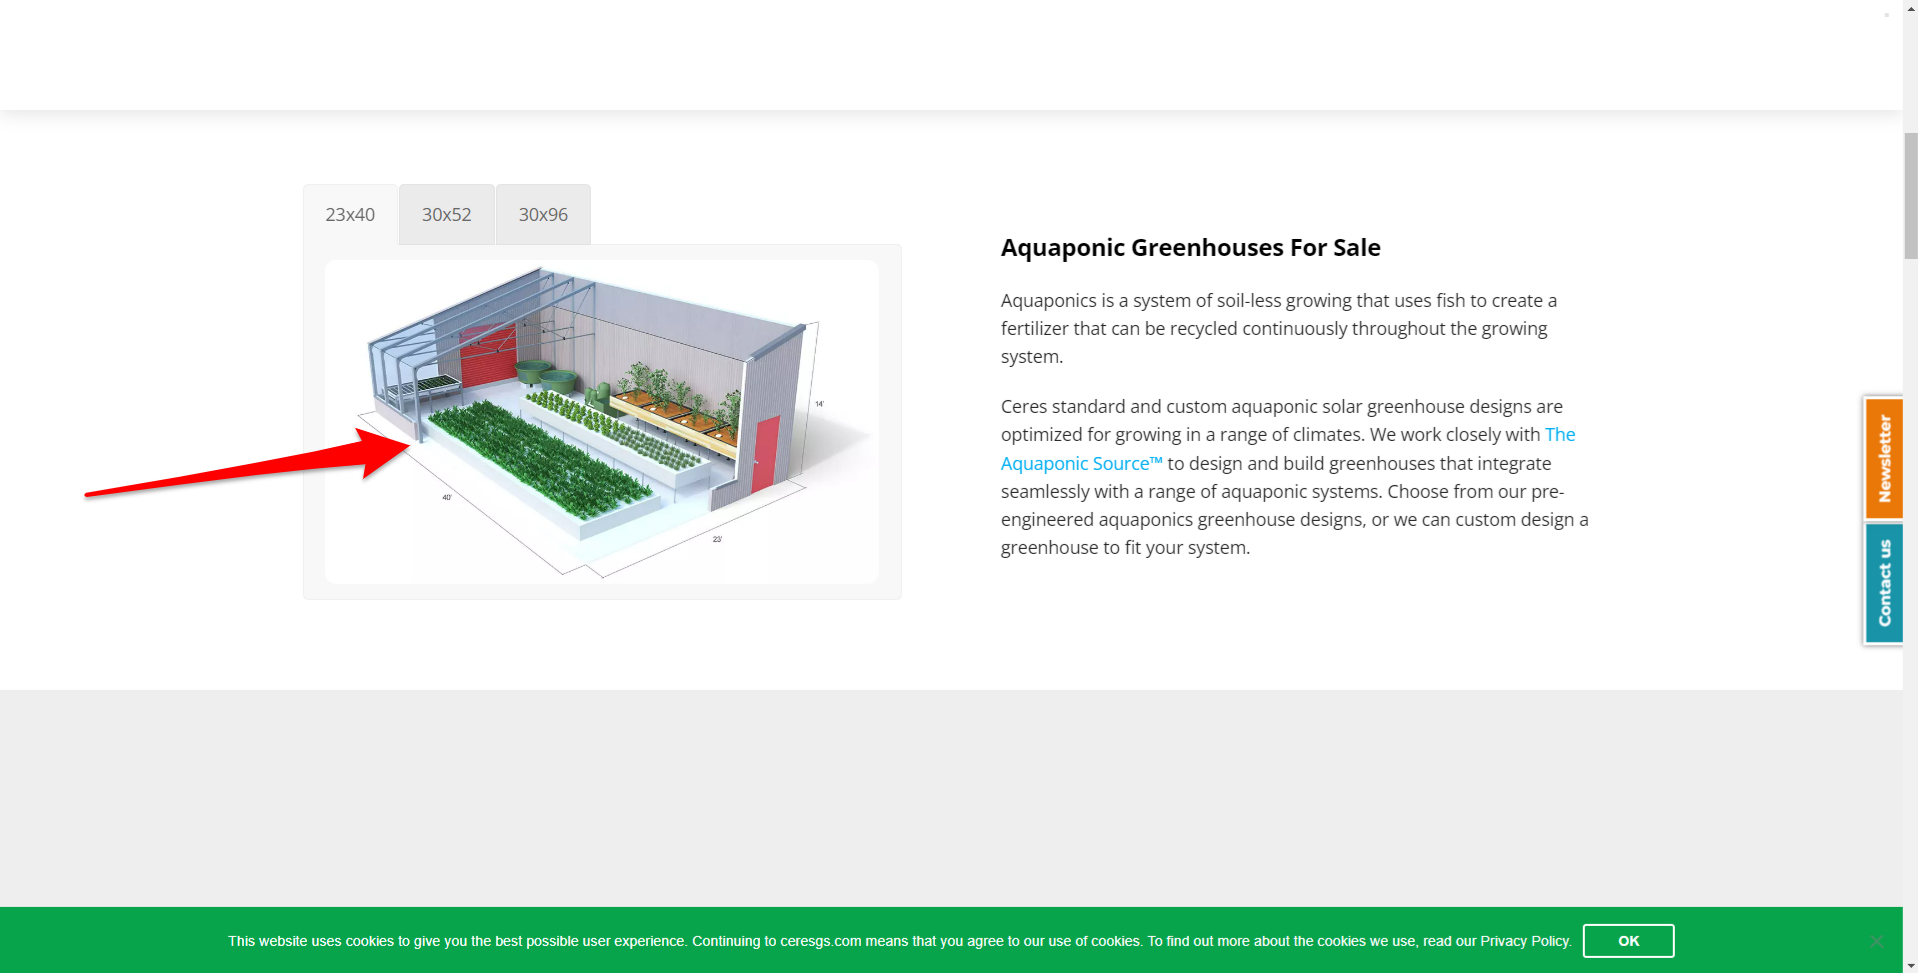 23x40
30x52
30x96
14'
40'
23'
Aquaponic Greenhouses For Sale
Aquaponics is a system of soil-less growing that uses fish to create a
fertilizer that can be recycled continuously throughout the growing
system.
Ceres standard and custom aquaponic solar greenhouse designs are
optimized for growing in a range of climates. We work closely with The
Aquaponic Source™ to design and build greenhouses that integrate
seamlessly with a range of aquaponic systems. Choose from our pre-
engineered aquaponics greenhouse designs, or we can custom design a
greenhouse to fit your system.
Newsletter
Contact us
This website uses cookies to give you the best possible user experience. Continuing to ceresgs.com means that you agree to our use of cookies. To find out more about the cookies we use, read our Privacy Policy.
OK